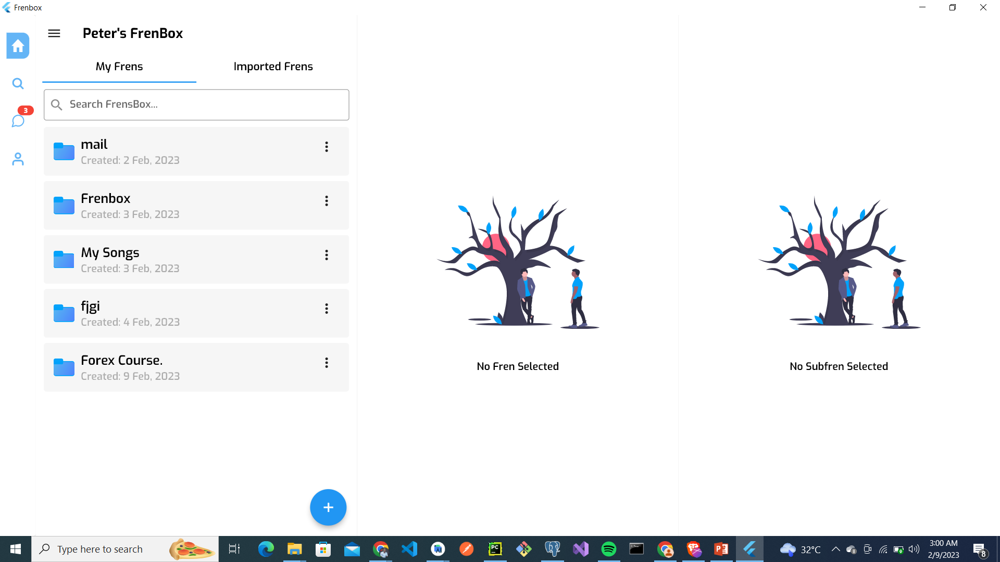 Frenbox
Peter's FrenBox
My Frens
Imported Frens
Search FrensBox...
3
mail
Created: 2 Feb, 2023
Frenbox
Created: 3 Feb, 2023
My Songs
Created: 3 Feb, 2023
fjgi
Created: 4 Feb, 2023
Forex Course.
Created: 9 Feb, 2023
No Fren Selected
No Subfren Selected
+
Type here to search
PC
32°C
3:00 AM
2/9/2023
8